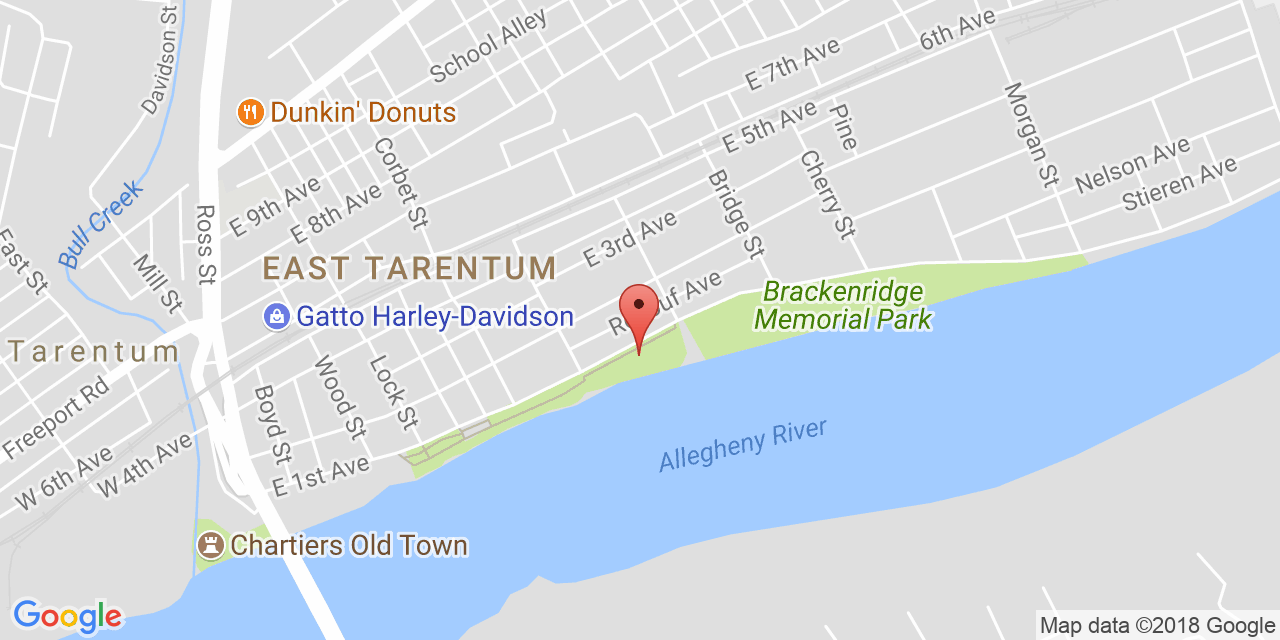 Davidson St
School Alley
6th Ave
E 7th Ave
Dunkin' Donuts
E 5th Ave
Pine
Morgan St
Corbet St
Cherry St
Nelson Ave
Stieren Ave
Bull Creek
E 9th Ave
E 8th Ave
Bridge St
Ross St
E 3rd Ave
East St
Mill St
EAST TARENTUM
Gatto Harley-Davidson
Ave
Brackenridge
Memorial Park
Tarentum
Freeport Rd
Boyd St
Wood St
Lock St
W 6th Ave
W 4th Ave
E 1st Ave
Allegheny River
Chartiers Old Town
Google
Map data ©2018 Google